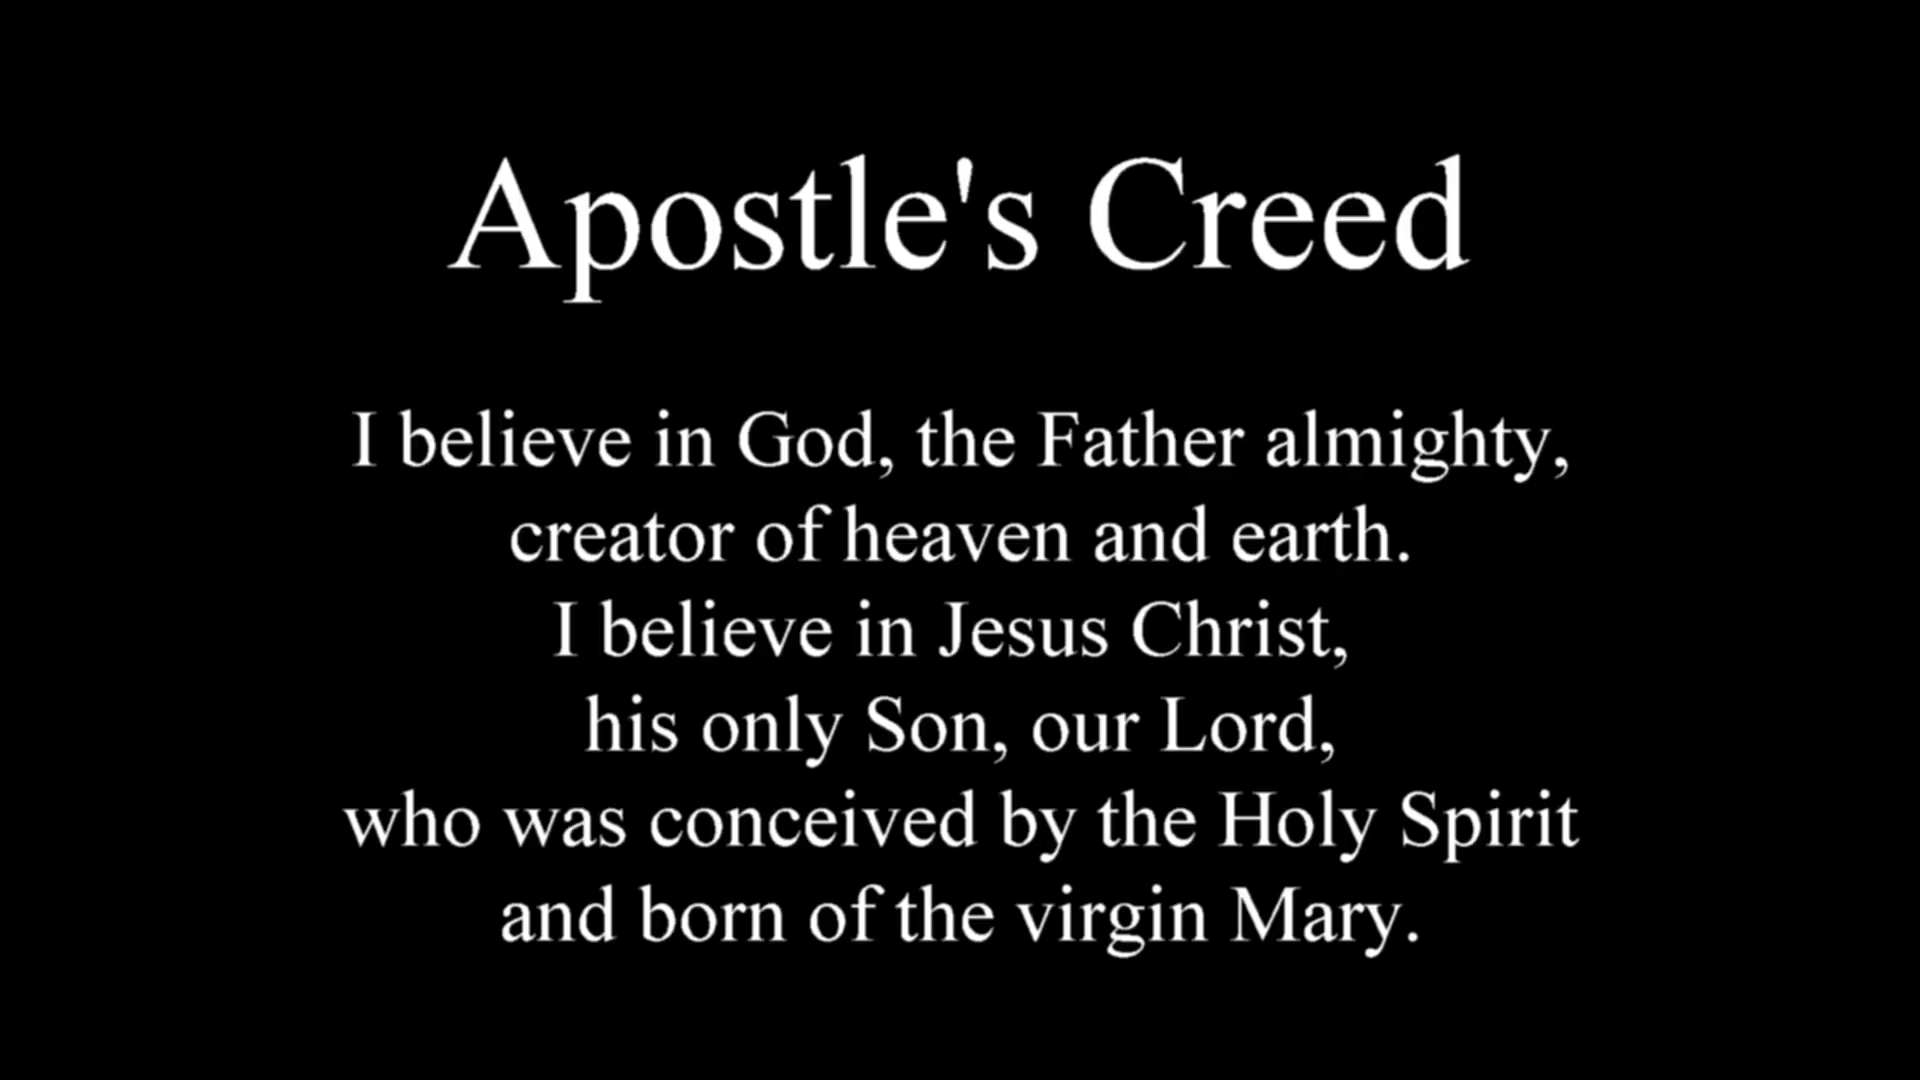 Apostle's Creed
I believe in God, the Father almighty,
creator of heaven and earth.
I believe in Jesus Christ,
his only Son, our Lord,
who was conceived by the Holy Spirit
and born of the virgin Mary.